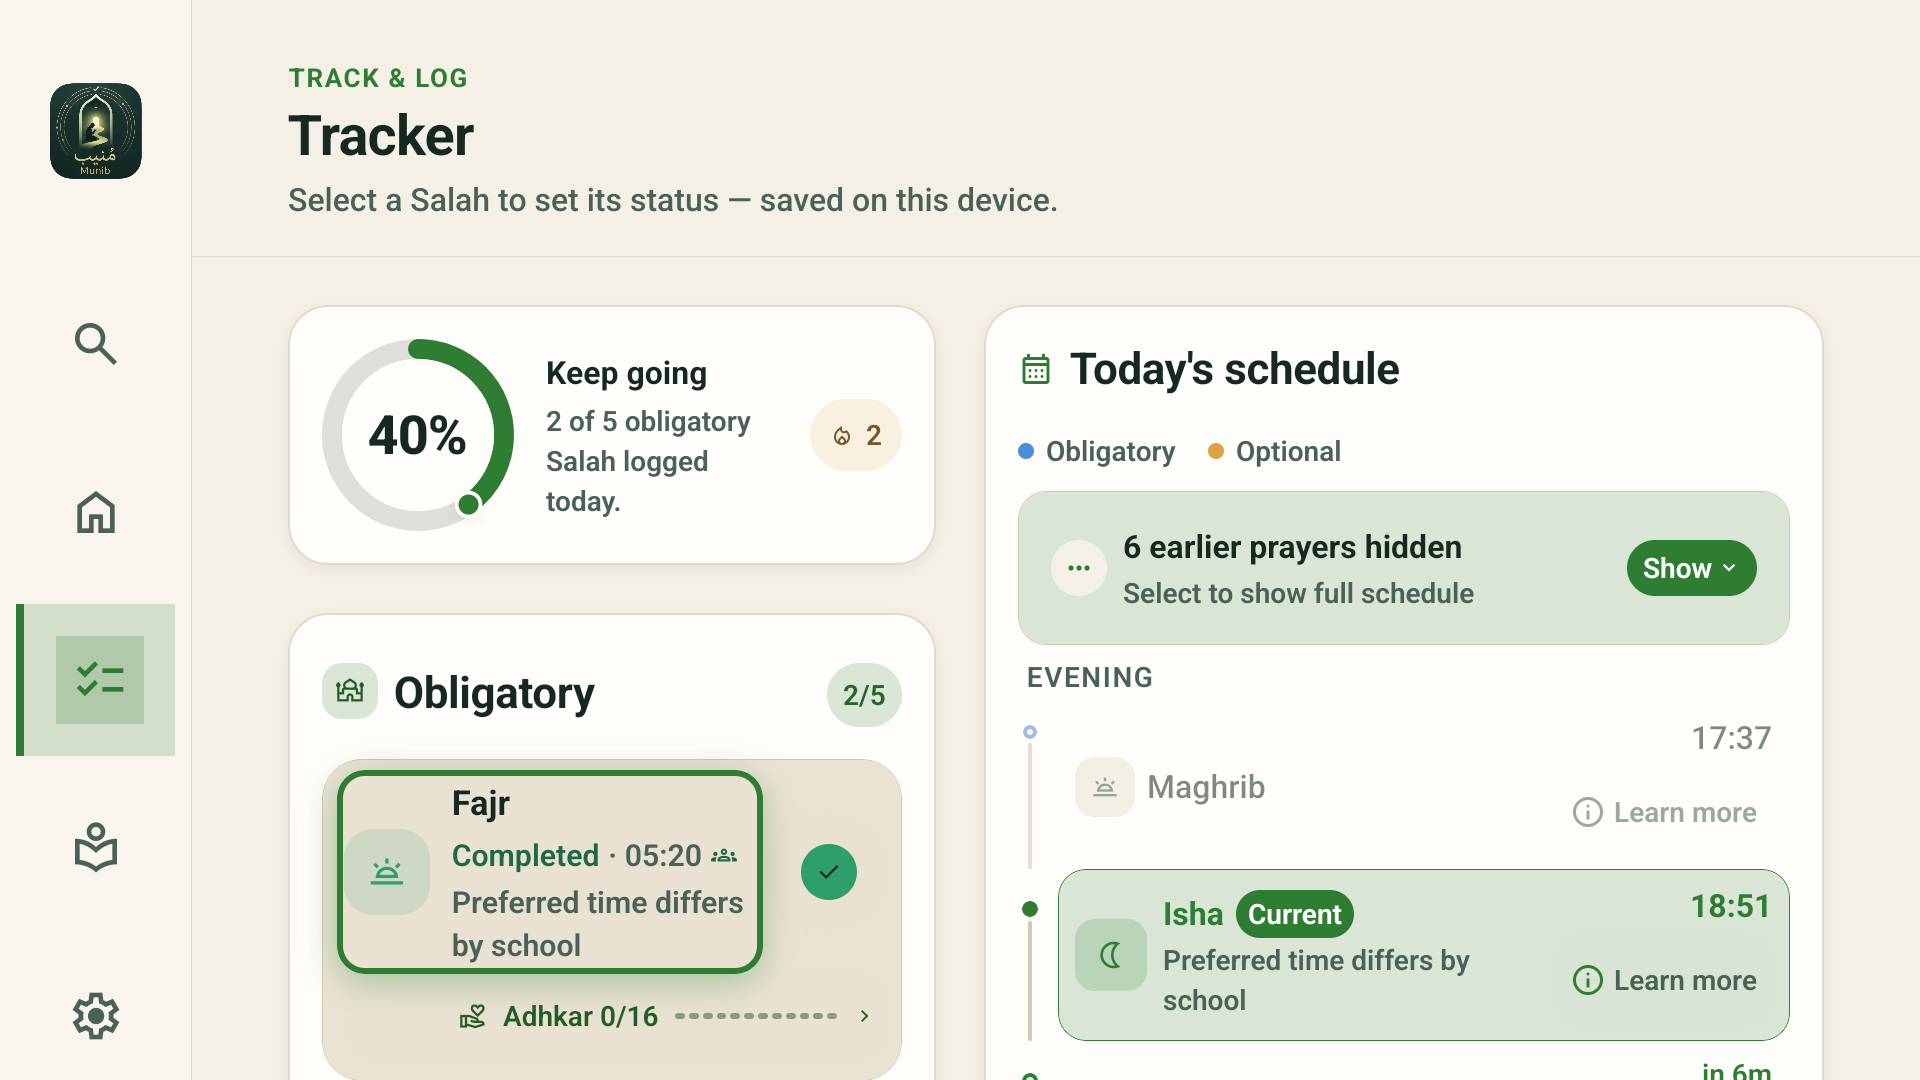 مُنيب
Munib
TRACK & LOG
Tracker
Select a Salah to set its status — saved on this device.
40%
Keep going
2 of 5 obligatory
Salah logged
today.
2
Obligatory
2/5
Fajr
Completed · 05:20
Preferred time differs
by school
Adhkar 0/16
Today's schedule
Obligatory
Optional
6 earlier prayers hidden
Select to show full schedule
Show
EVENING
17:37
Maghrib
Learn more
Isha
Current
18:51
Preferred time differs by
school
Learn more
in 6m